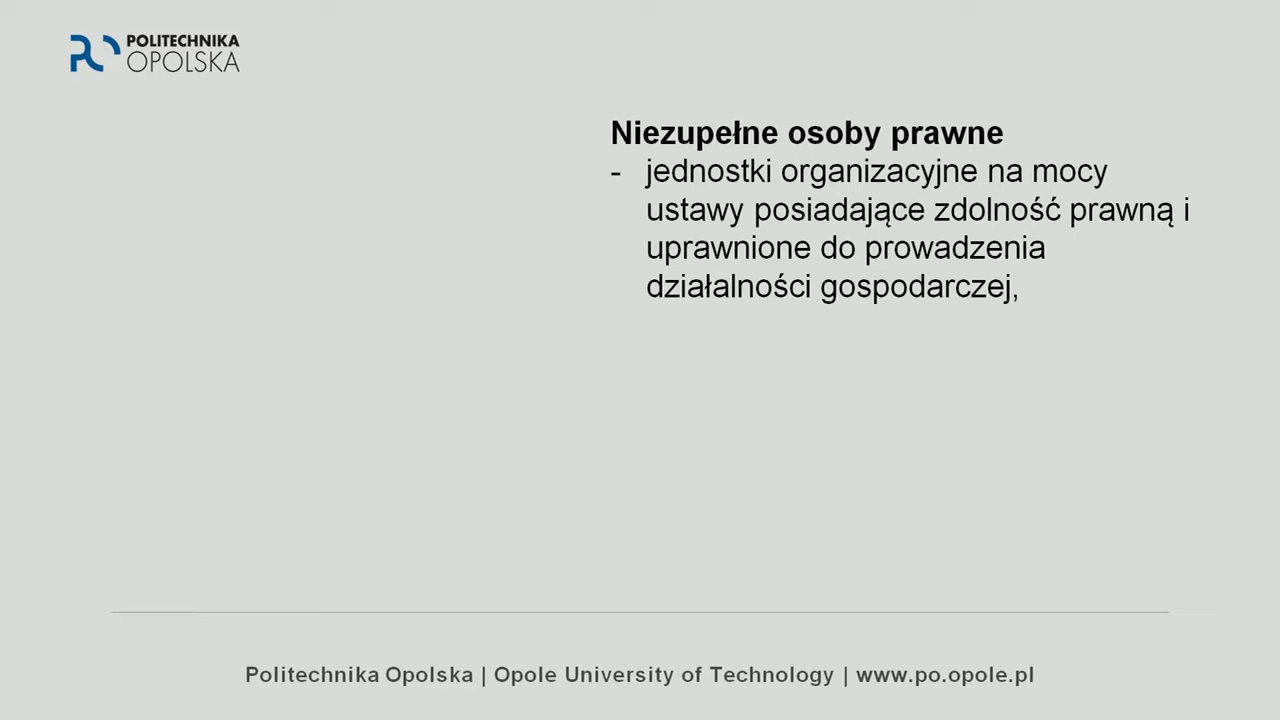 POLITECHNIKA
OPOLSKA
Niezupełne osoby prawne
- jednostki organizacyjne na mocy
ustawy posiadające zdolność prawną i
uprawnione do prowadzenia
działalności gospodarczej,
Politechnika Opolska | Opole University of Technology | www.po.opole.pl